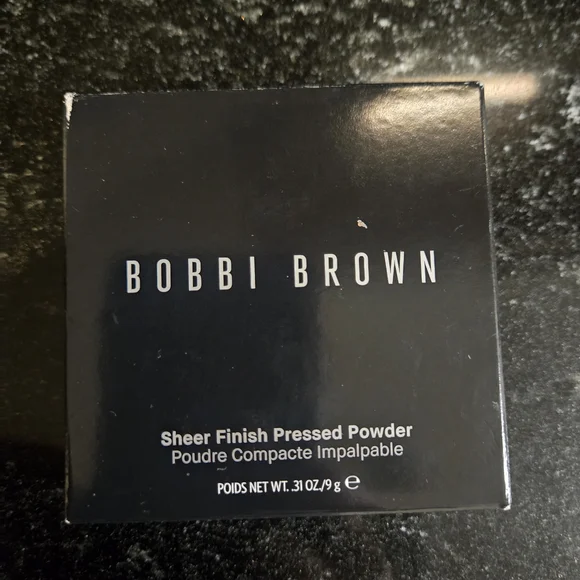 BOBBI BROWN
Sheer Finish Pressed Powder
Poudre Compacte Impalpable
POIDS NET WT. .31 OZ./9 g ℮